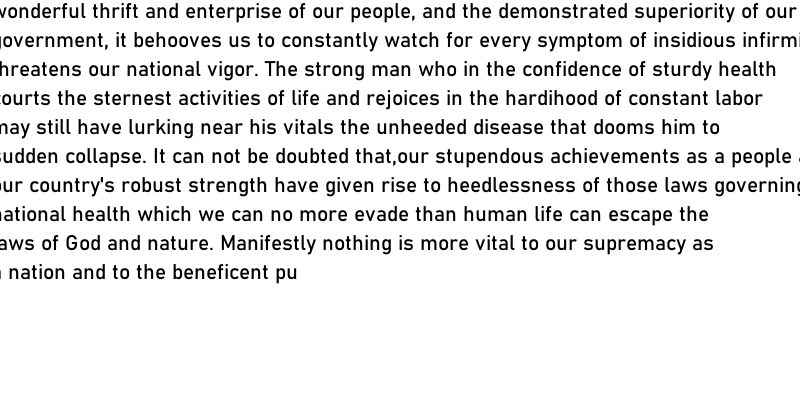 wonderful thrift and enterprise of our people, and the demonstrated superiority of our
government, it behooves us to constantly watch for every symptom of insidious
threatens our national vigor. The strong man who in the confidence of sturdy health
courts the sternest activities of life and rejoices in the hardihood of constant labor
may still have lurking near his vitals the unheeded disease that dooms him to
sudden collapse. It can not be doubted that,our stupendous achievements as a people
our country's robust strength have given rise to heedlessness of those laws governing
national health which we can no more evade than human life can escape the
laws of God and nature. Manifestly nothing is more vital to our supremacy as
a nation and to the beneficent pu